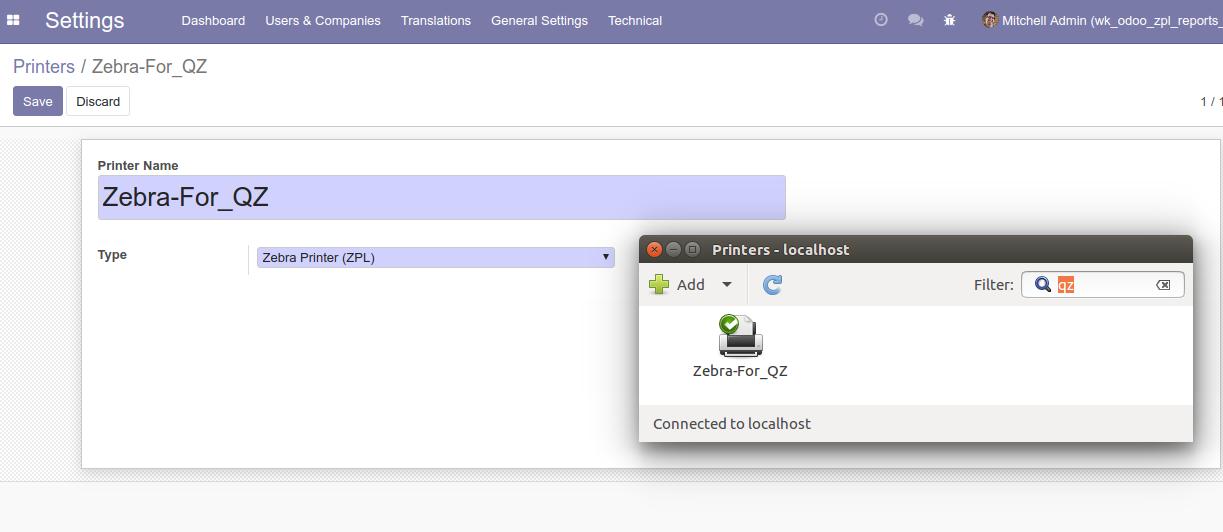 Settings Dashboard Users & Companies Translations General Settings Technical Mitchell Admin (wk_odoo_zpl_reports_
Printers / Zebra-For_QZ
Save Discard 1 / 1
Printer Name
Zebra-For_QZ
Type Zebra Printer (ZPL)
Printers - localhost
Add Filter: qz
Zebra-For_QZ
Connected to localhost